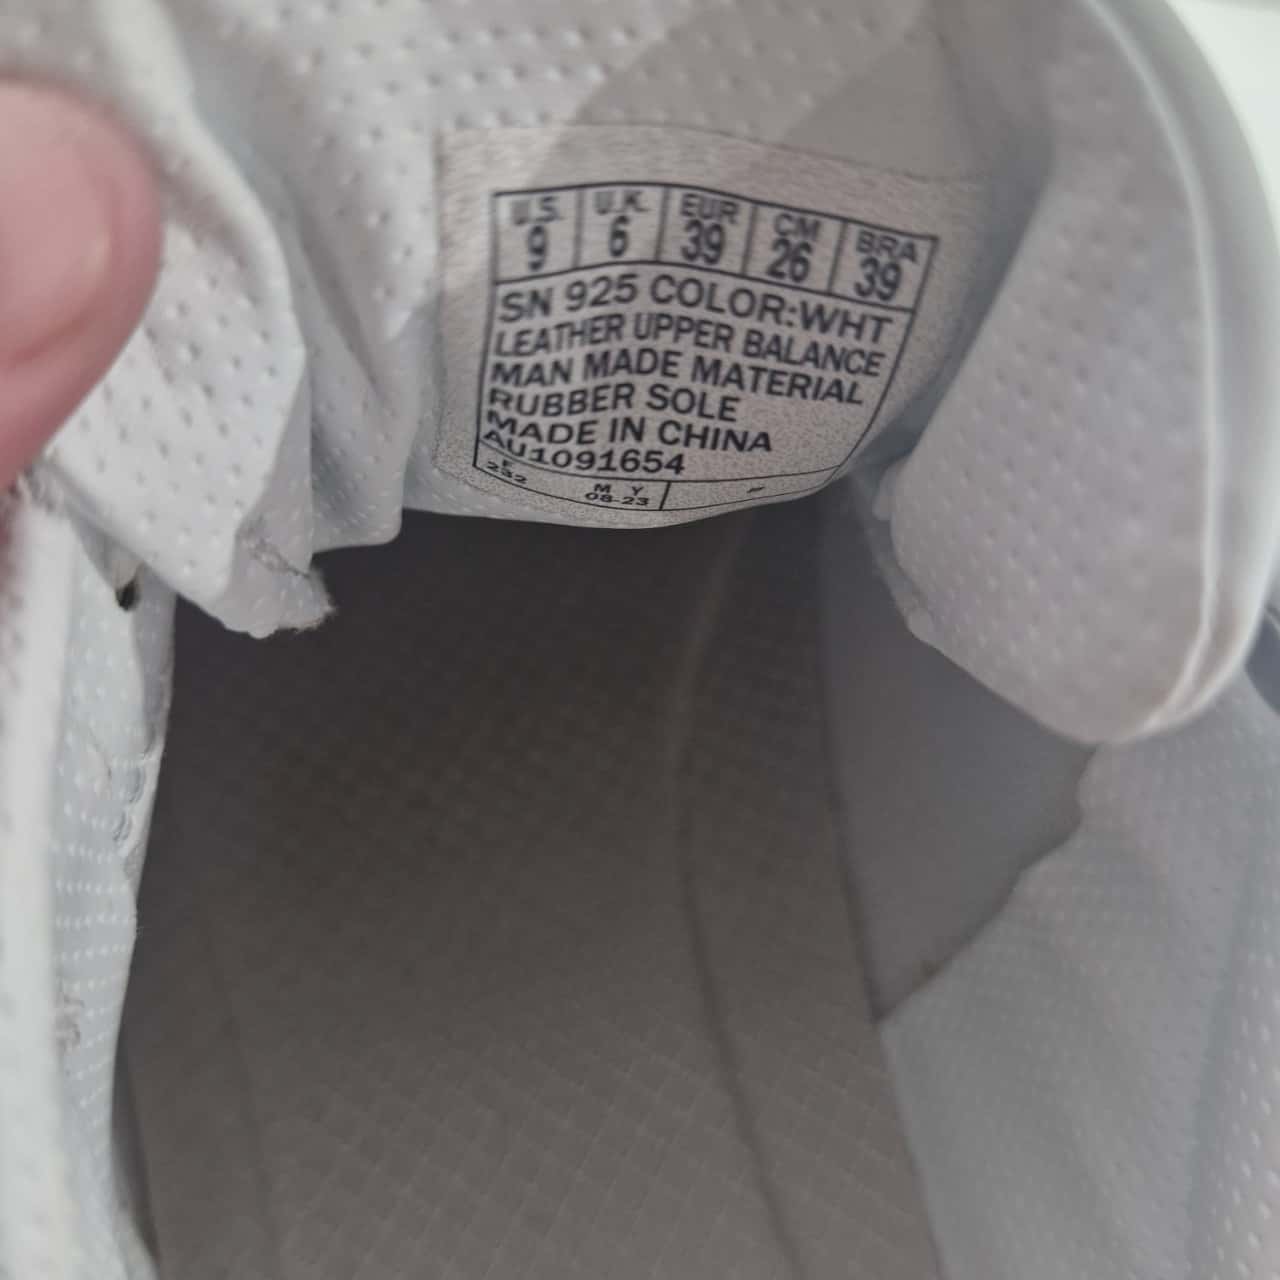 U.S. U.K. EUR CM BRA
9 6 39 26 39
SN 925 COLOR:WHT
LEATHER UPPER BALANCE
MAN MADE MATERIAL
RUBBER SOLE
MADE IN CHINA
AU1091654
F M Y
232 08-23